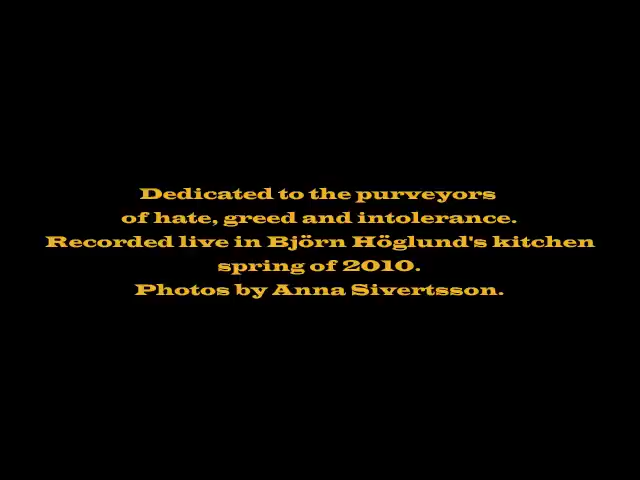 Dedicated to the purveyors
of hate, greed and intolerance.
Recorded live in Björn Höglund's kitchen
spring of 2010.
Photos by Anna Sivertsson.